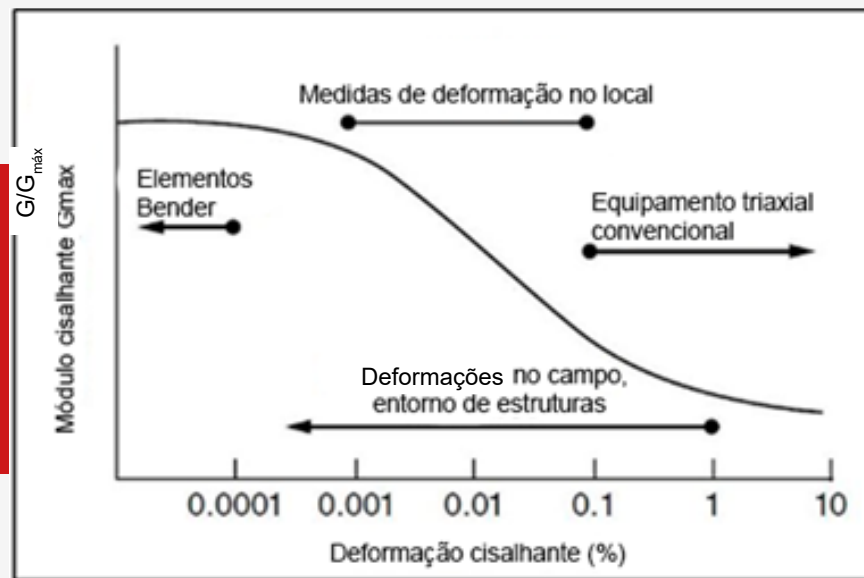 G/Gmáx
Módulo cisalhante Gmáx
Medidas de deformação no local
Elementos
Bender
Equipamento triaxial
convencional
Deformações no campo,
entorno de estruturas
0.0001 0.001 0.01 0.1 1 10
Deformação cisalhante (%)